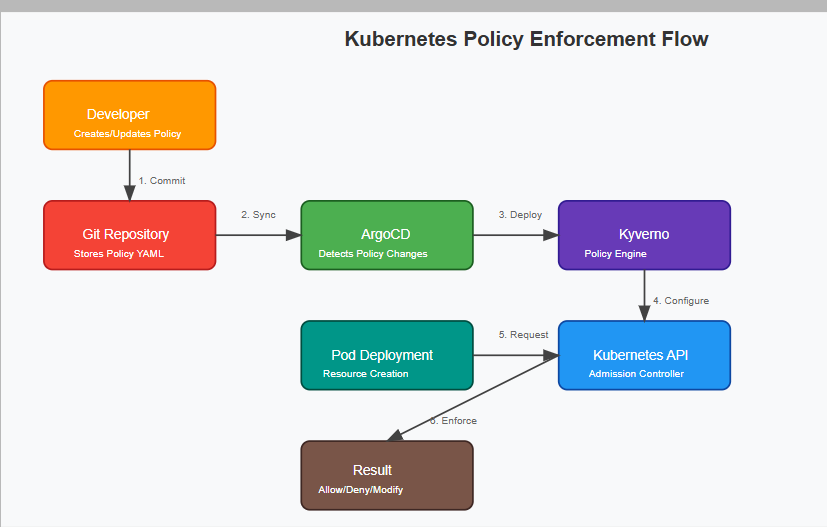 Kubernetes Policy Enforcement Flow
Developer
Creates/Updates Policy
1. Commit
Git Repository
Stores Policy YAML
2. Sync
ArgoCD
Detects Policy Changes
3. Deploy
Kyverno
Policy Engine
4. Configure
Pod Deployment
Resource Creation
5. Request
Kubernetes API
Admission Controller
6. Enforce
Result
Allow/Deny/Modify